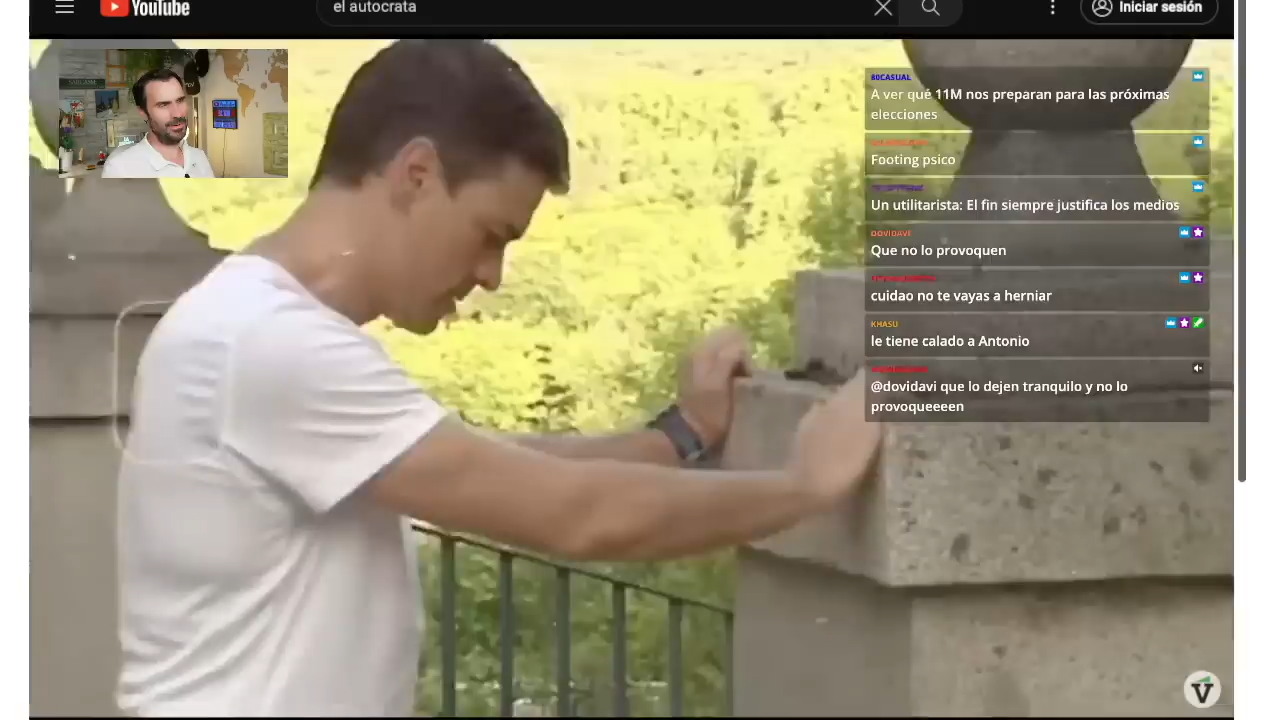 YouTube
el autocrata
Iniciar sesión
80CASUAL
A ver qué 11M nos preparan para las próximas
elecciones
Footing psico
Un utilitarista: El fin siempre justifica los medios
DOVIDAVI
Que no lo provoquen
cuidao no te vayas a herniar
KHASU
le tiene calado a Antonio
@dovidavi que lo dejen tranquilo y no lo
provoqueeeen
V